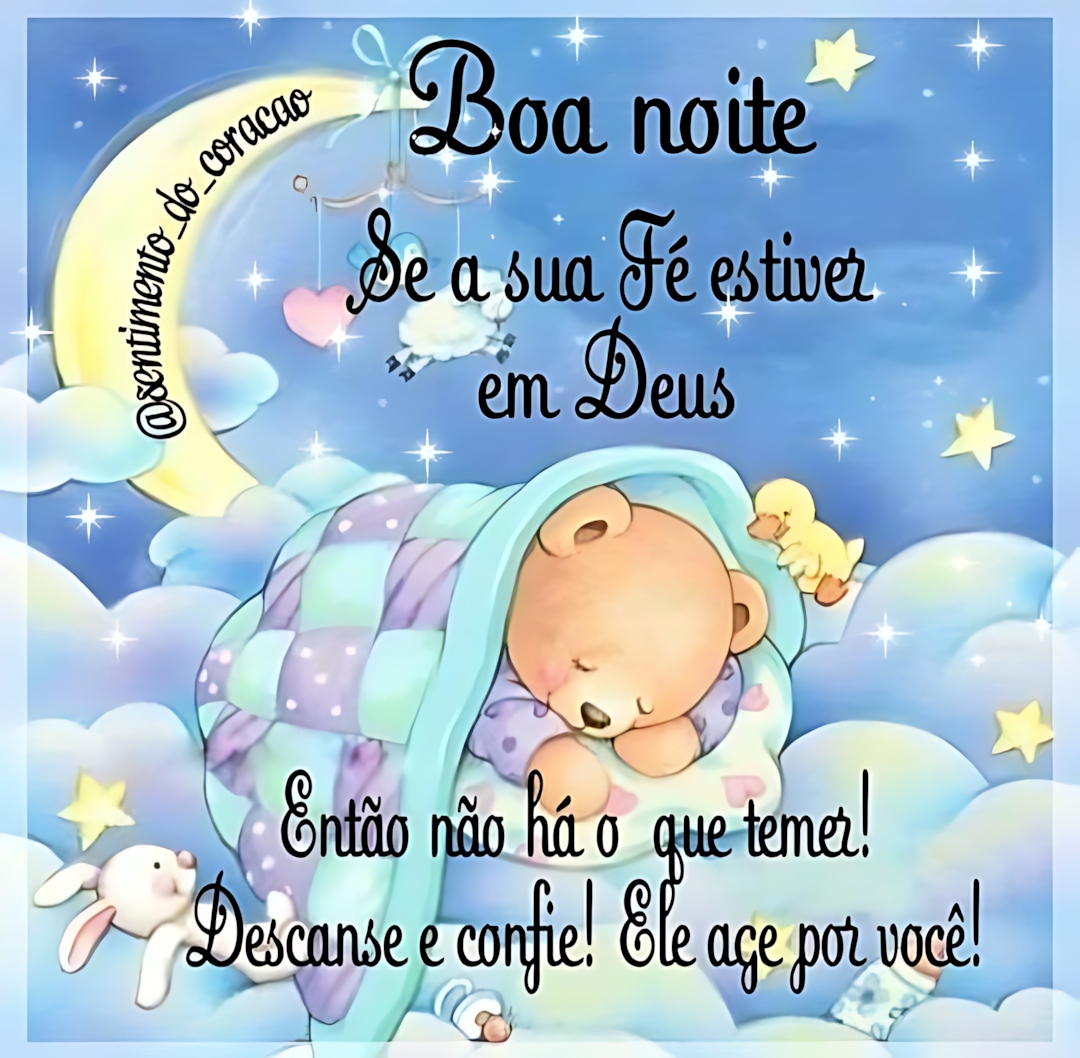 Boa noite
@sentimento_do_coracao
Se a sua Fé estiver
em Deus
Então não há o que temer!
Descanse e confie! Ele age por você!